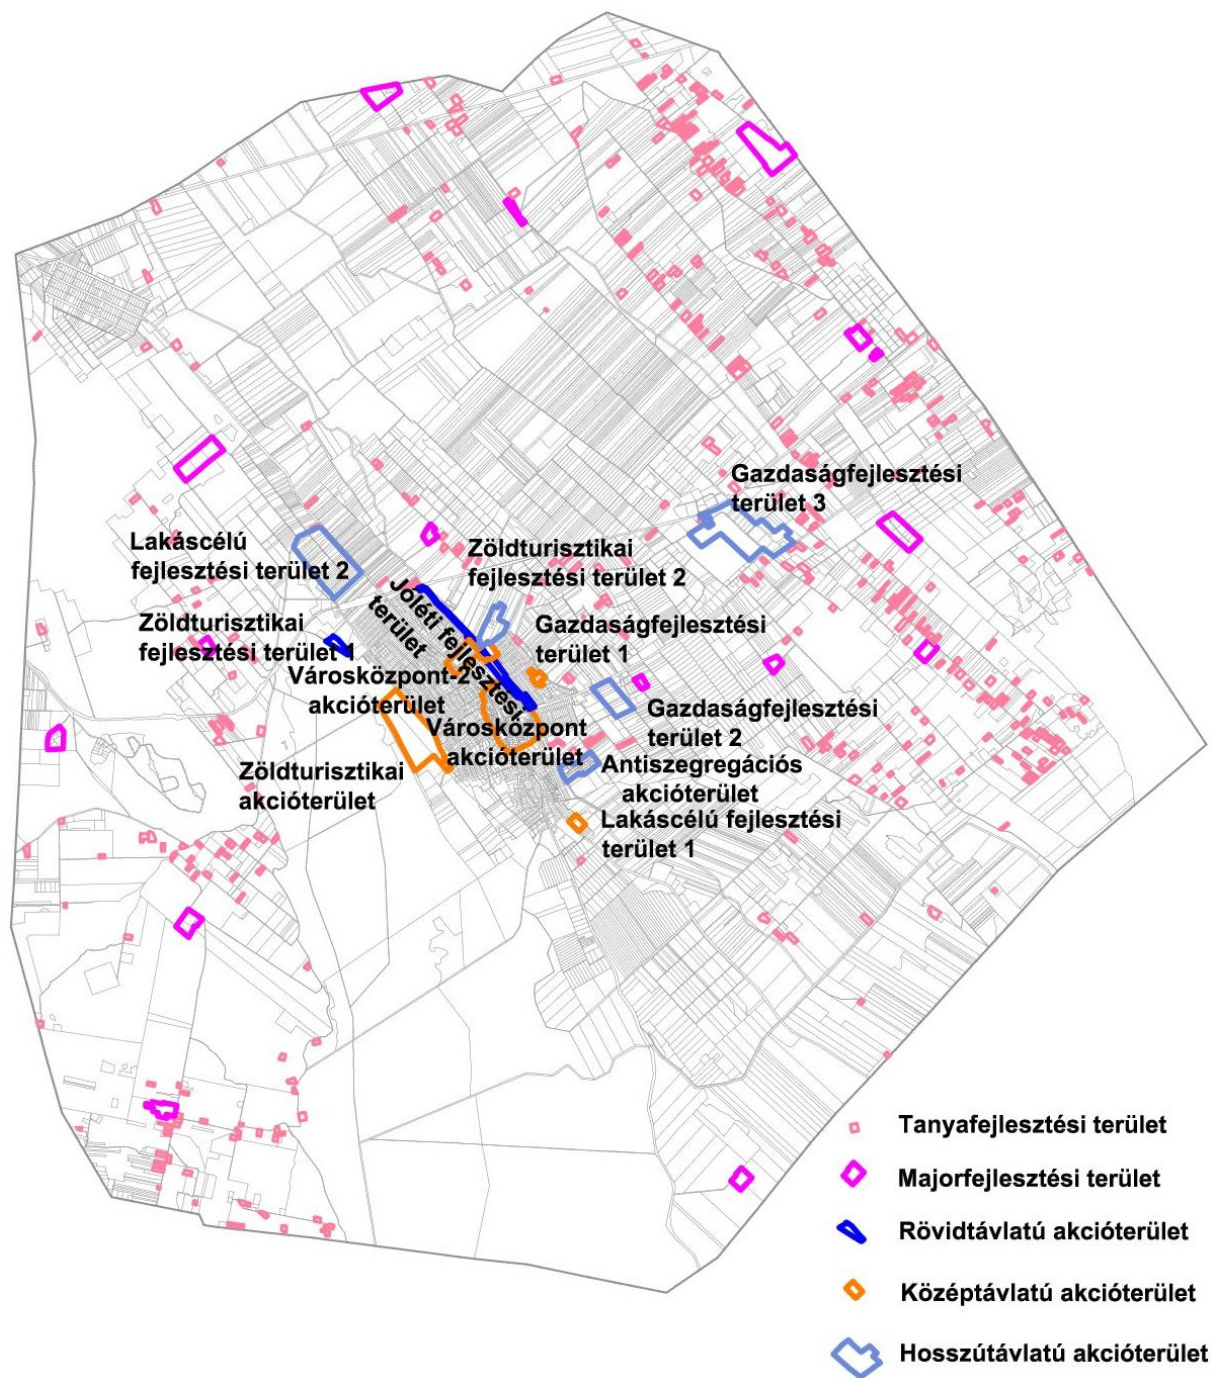 Gazdaságfejlesztési
terület 3
Lakáscélú
fejlesztési terület 2
Zöldturisztikai
fejlesztési terület 2
Jóléti fejlesztési
terület
Zöldturisztikai
fejlesztési terület 1
Gazdaságfejlesztési
terület 1
Városközpont-2
akcióterület
Gazdaságfejlesztési
terület 2
Városközpont
akcióterület
Zöldturisztikai
akcióterület
Antiszegregációs
akcióterület
Lakáscélú fejlesztési
terület 1
Tanyafejlesztési terület
Majorfejlesztési terület
Rövidtávlatú akcióterület
Középtávlatú akcióterület
Hosszútávlatú akcióterület